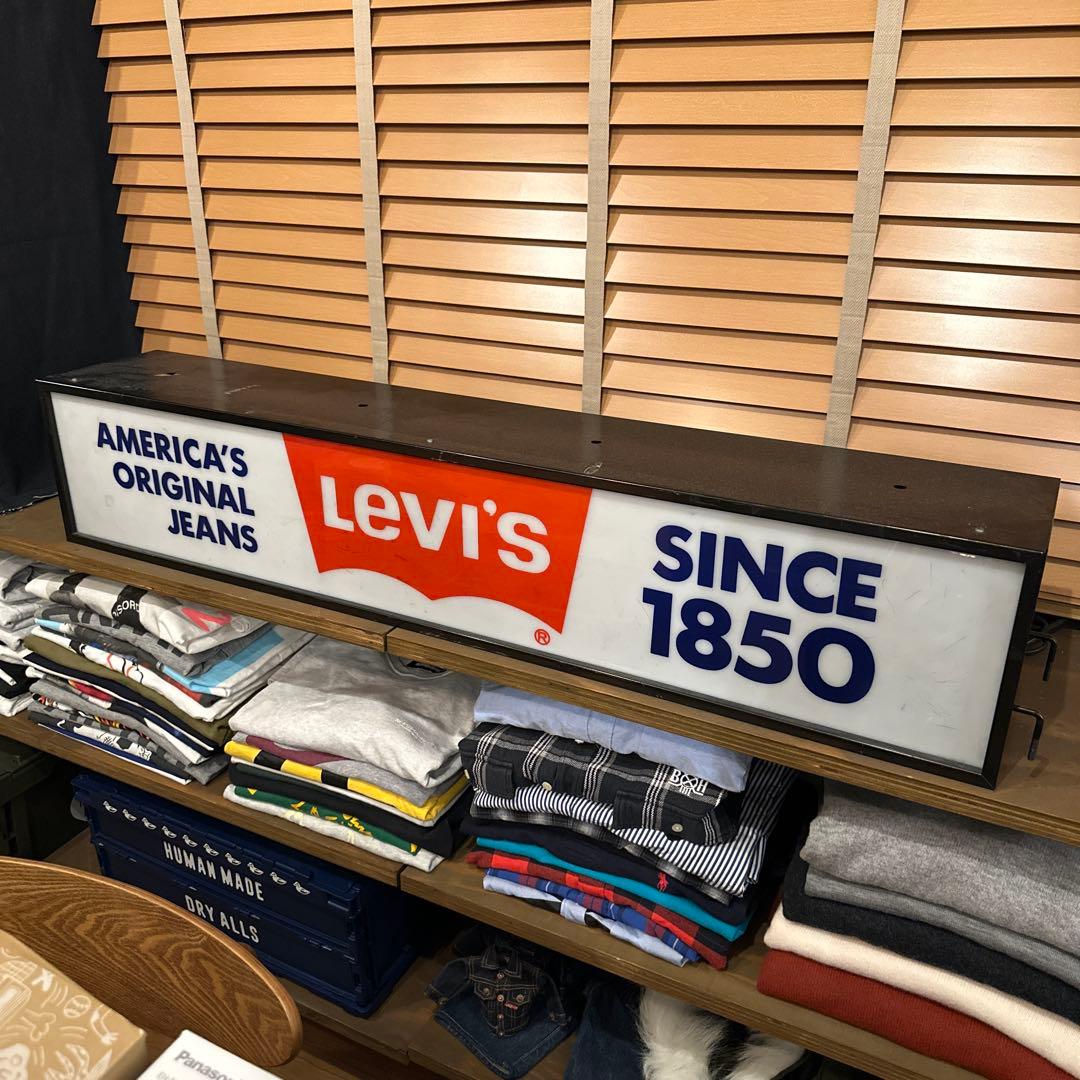 AMERICA'S
ORIGINAL
JEANS
LEVI'S
®
SINCE
1850
HUMAN MADE
DRY ALLS